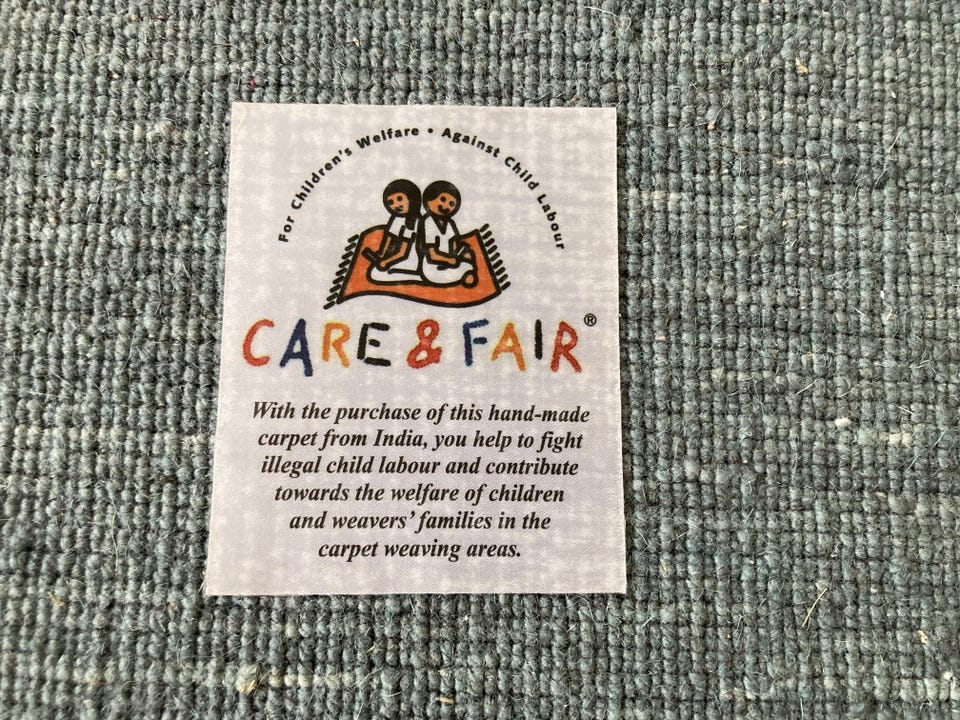 For Children's Welfare • Against Child Labour
CARE & FAIR®
With the purchase of this hand-made
carpet from India, you help to fight
illegal child labour and contribute
towards the welfare of children
and weavers' families in the
carpet weaving areas.